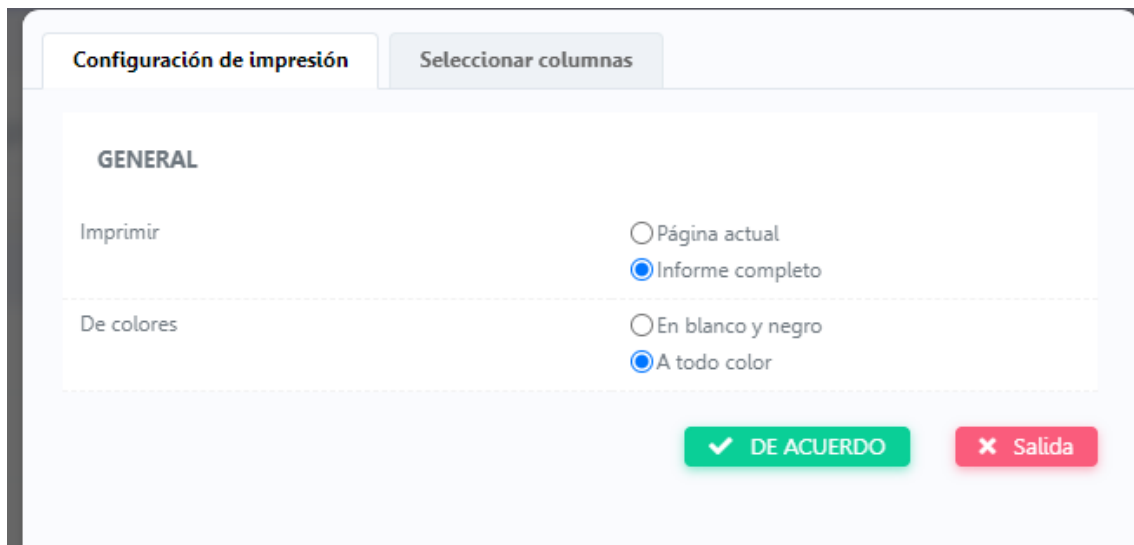 Configuración de impresión
Seleccionar columnas
GENERAL
Imprimir
Página actual
Informe completo
De colores
En blanco y negro
A todo color
DE ACUERDO
Salida